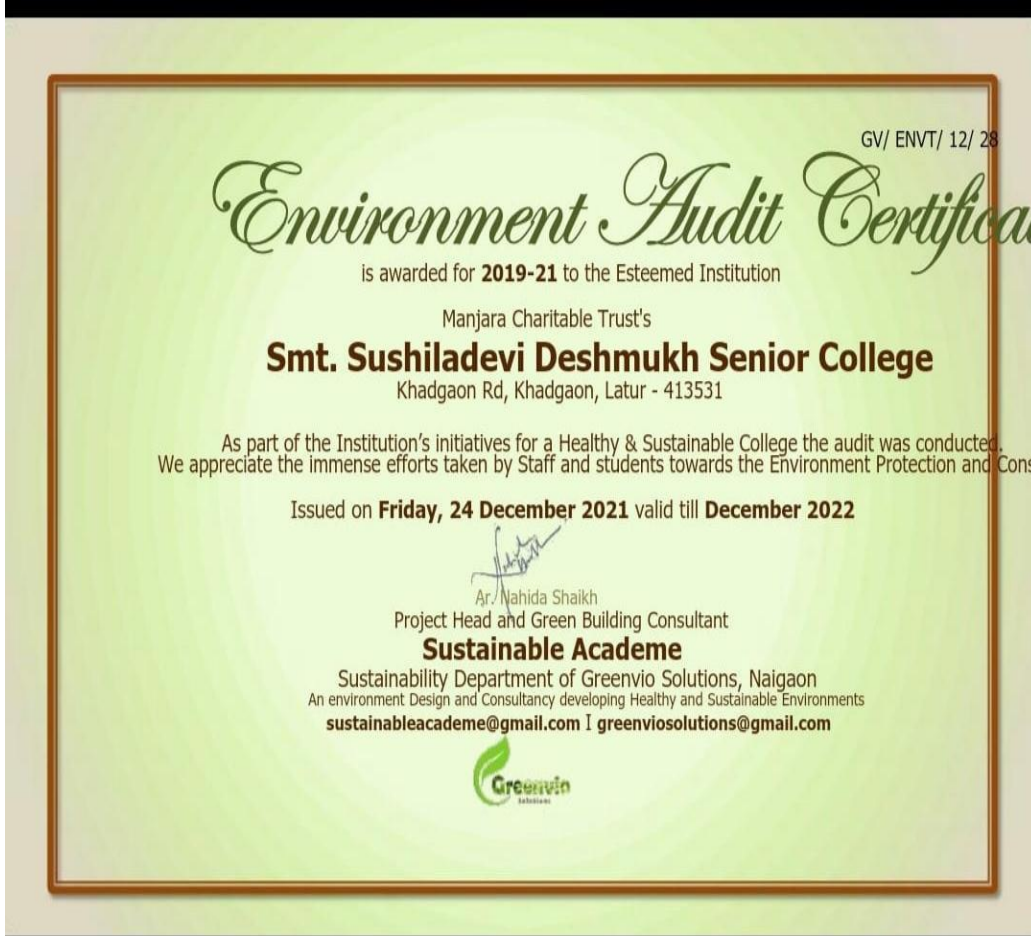 GV/ ENVT/ 12/ 28
Environment Audit Certifica
is awarded for 2019-21 to the Esteemed Institution
Manjara Charitable Trust's
Smt. Sushiladevi Deshmukh Senior College
Khadgaon Rd, Khadgaon, Latur - 413531
As part of the Institution's initiatives for a Healthy & Sustainable College the audit was conducted.
We appreciate the immense efforts taken by Staff and students towards the Environment Protection and Cons
Issued on Friday, 24 December 2021 valid till December 2022
Ar. Nahida Shaikh
Project Head and Green Building Consultant
Sustainable Academe
Sustainability Department of Greenvio Solutions, Naigaon
An environment Design and Consultancy developing Healthy and Sustainable Environments
sustainableacademe@gmail.com I greenviosolutions@gmail.com
Greenvio
Solutions